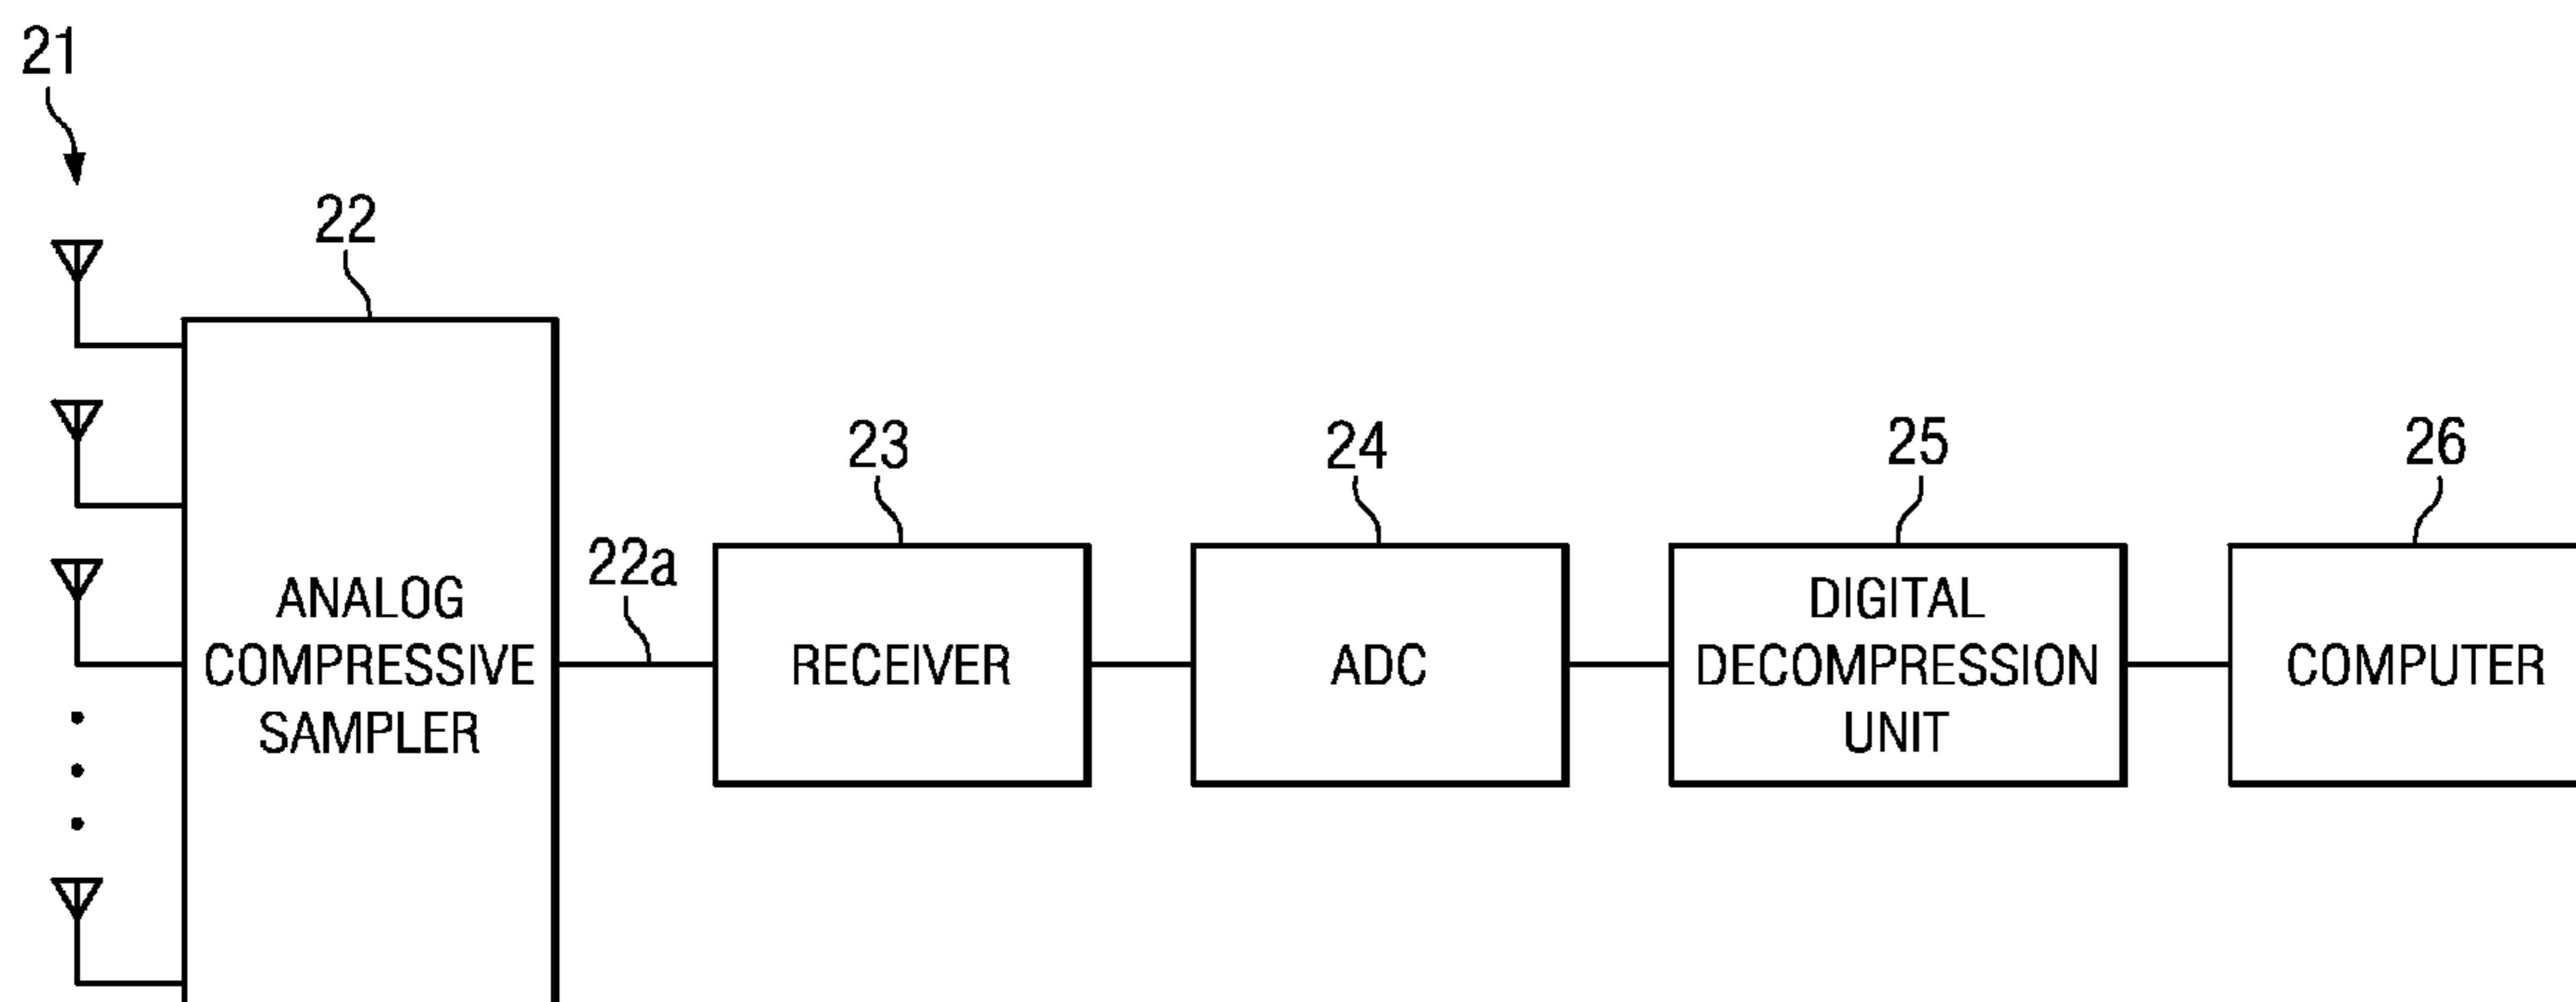 21
22
23
24
25
26
22a
ANALOG
COMPRESSIVE
SAMPLER
RECEIVER
ADC
DIGITAL
DECOMPRESSION
UNIT
COMPUTER